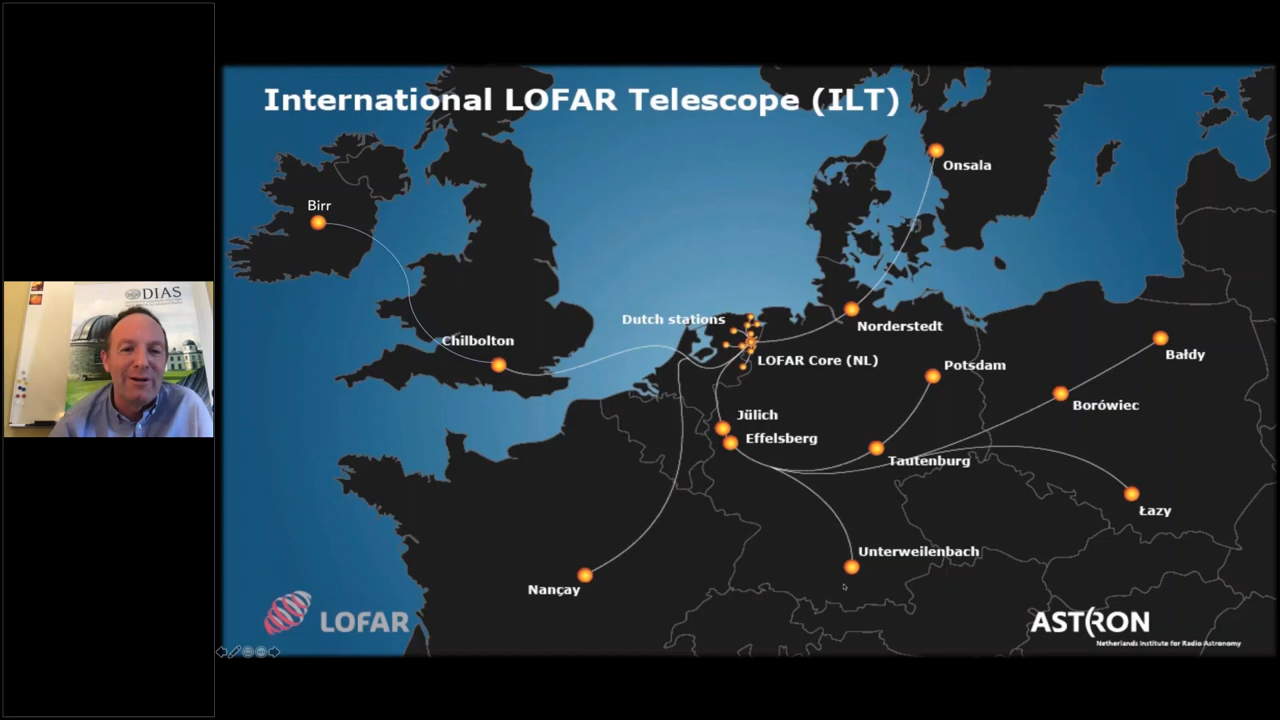 International LOFAR Telescope (ILT)
Onsala
Birr
Dutch stations
Norderstedt
Chilbolton
LOFAR Core (NL)
Bałdy
Potsdam
Borówiec
Jülich
Effelsberg
Tautenburg
Łazy
Unterweilenbach
Nançay
LOFAR
ASTRON
Netherlands Institute for Radio Astronomy
DIAS